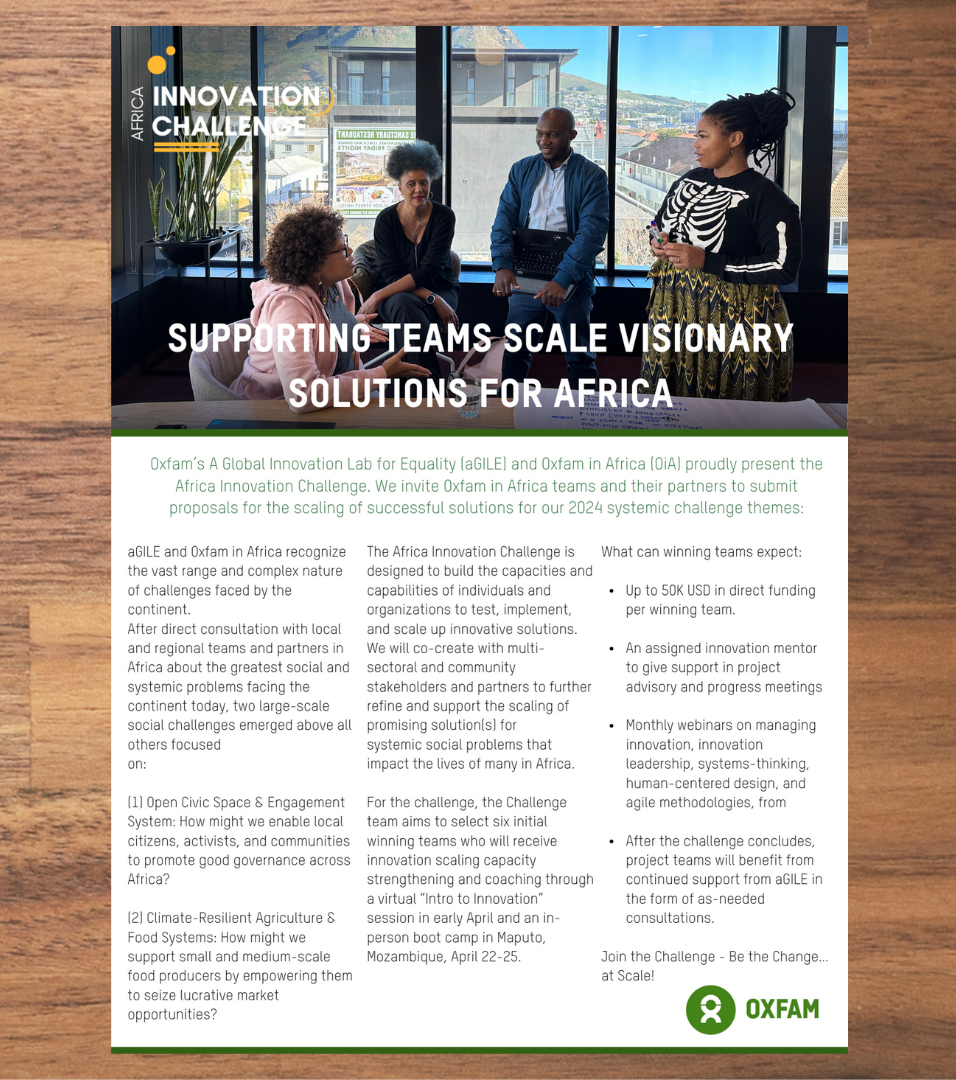 AFRICA
INNOVATION
CHALLENGE
SANCTUARY RESTAURANT
FRIDAY NIGHTS
SUPPORTING TEAMS SCALE VISIONARY
SOLUTIONS FOR AFRICA
Oxfam's A Global Innovation Lab for Equality (aGILE) and Oxfam in Africa (OiA) proudly present the
Africa Innovation Challenge. We invite Oxfam in Africa teams and their partners to submit
proposals for the scaling of successful solutions for our 2024 systemic challenge themes:
aGILE and Oxfam in Africa recognize
the vast range and complex nature
of challenges faced by the
continent.
After direct consultation with local
and regional teams and partners in
Africa about the greatest social and
systemic problems facing the
continent today, two large-scale
social challenges emerged above all
others focused
on:
(1) Open Civic Space & Engagement
System: How might we enable local
citizens, activists, and communities
to promote good governance across
Africa?
(2) Climate-Resilient Agriculture &
Food Systems: How might we
support small and medium-scale
food producers by empowering them
to seize lucrative market
opportunities?
The Africa Innovation Challenge is
designed to build the capacities and
capabilities of individuals and
organizations to test, implement,
and scale up innovative solutions.
We will co-create with multi-
sectoral and community
stakeholders and partners to further
refine and support the scaling of
promising solution(s) for
systemic social problems that
impact the lives of many in Africa.
For the challenge, the Challenge
team aims to select six initial
winning teams who will receive
innovation scaling capacity
strengthening and coaching through
a virtual "Intro to Innovation"
session in early April and an in-
person boot camp in Maputo,
Mozambique, April 22-25.
What can winning teams expect:
• Up to 50K USD in direct funding
per winning team.
• An assigned innovation mentor
to give support in project
advisory and progress meetings
• Monthly webinars on managing
innovation, innovation
leadership, systems-thinking,
human-centered design, and
agile methodologies, from
• After the challenge concludes,
project teams will benefit from
continued support from aGILE in
the form of as-needed
consultations.
Join the Challenge - Be the Change...
at Scale!
OXFAM